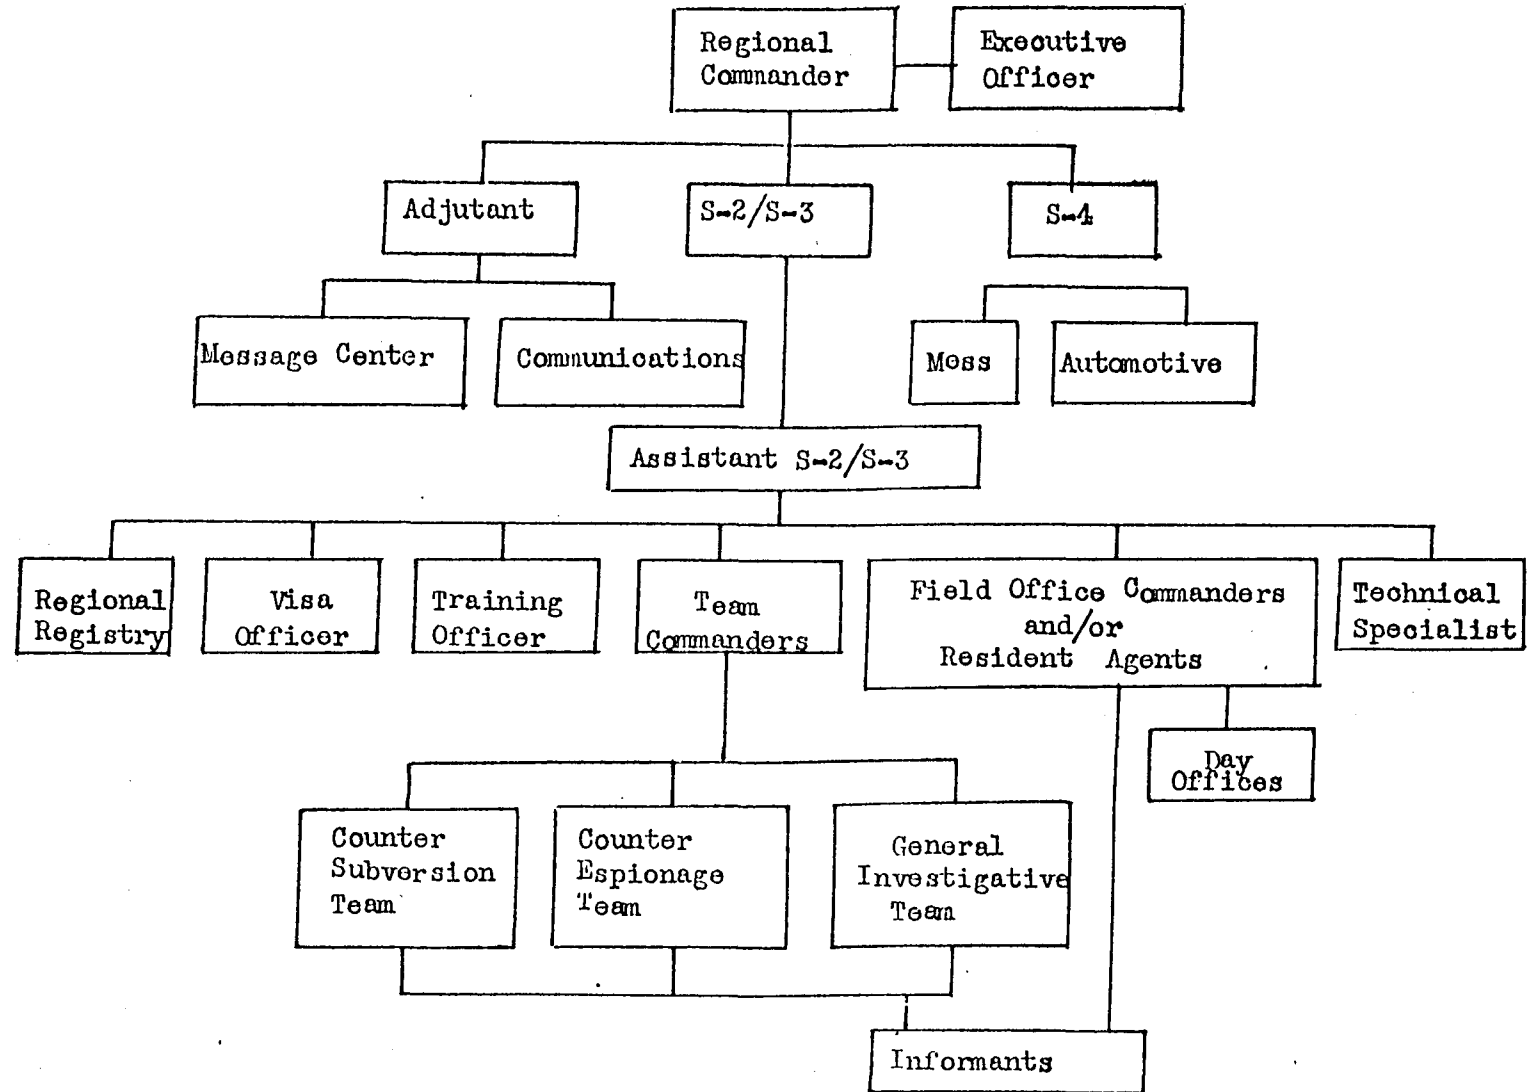 Regional
Commander
Executive
Officer
Adjutant
S-2/S-3
S-4
Message Center
Communications
Mess
Automotive
Assistant S-2/S-3
Regional
Registry
Visa
Officer
Training
Officer
Team
Commanders
Field Office Commanders
and/or
Resident Agents
Technical
Specialist
Day
Offices
Counter
Subversion
Team
Counter
Espionage
Team
General
Investigative
Team
Informants